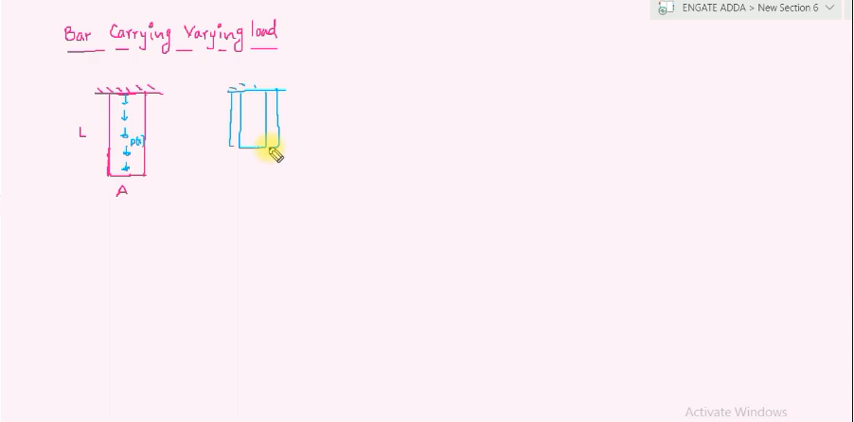 ENGATE ADDA > New Section 6
Bar Carrying Varying load
L
p(x)
A
Activate Windows